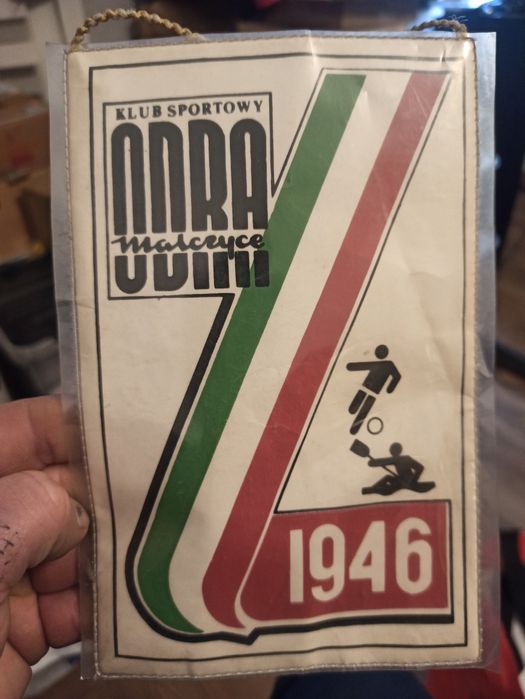 KLUB SPORTOWY
ODRA
Malczyce
1946